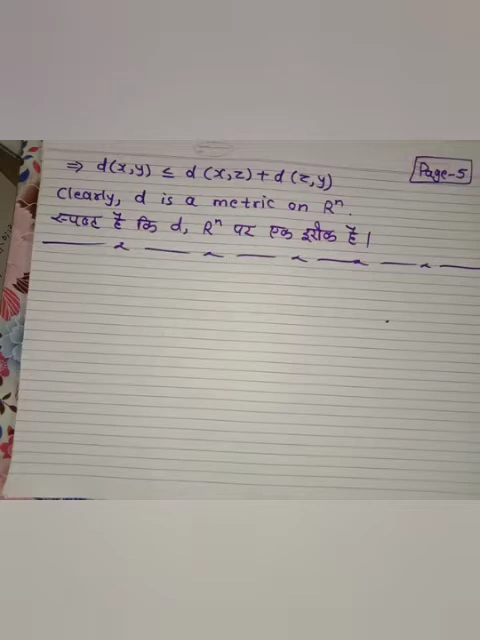 ⇒ d(x,y) ≤ d(x,z)+d(z,y)
Page-5
Clearly, d is a metric on Rⁿ.
स्पष्ट है कि d, Rⁿ पर एक दूरीक है।